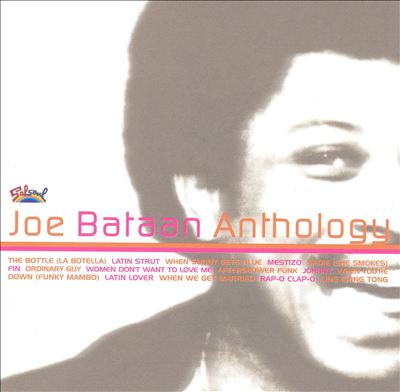 Salsoul
Joe Bataan Anthology
THE BOTTLE (LA BOTELLA) LATIN STRUT WHEN SUNNY GETS BLUE MESTIZO SADIE (SHE SMOKES)
FIN ORDINARY GUY WOMEN DON'T WANT TO LOVE ME AFTERSHOWER FUNK JOHNNY WHEN YOU'RE
DOWN (FUNKY MAMBO) LATIN LOVER WHEN WE GET MARRIED RAP-O CLAP-O CHING TONG